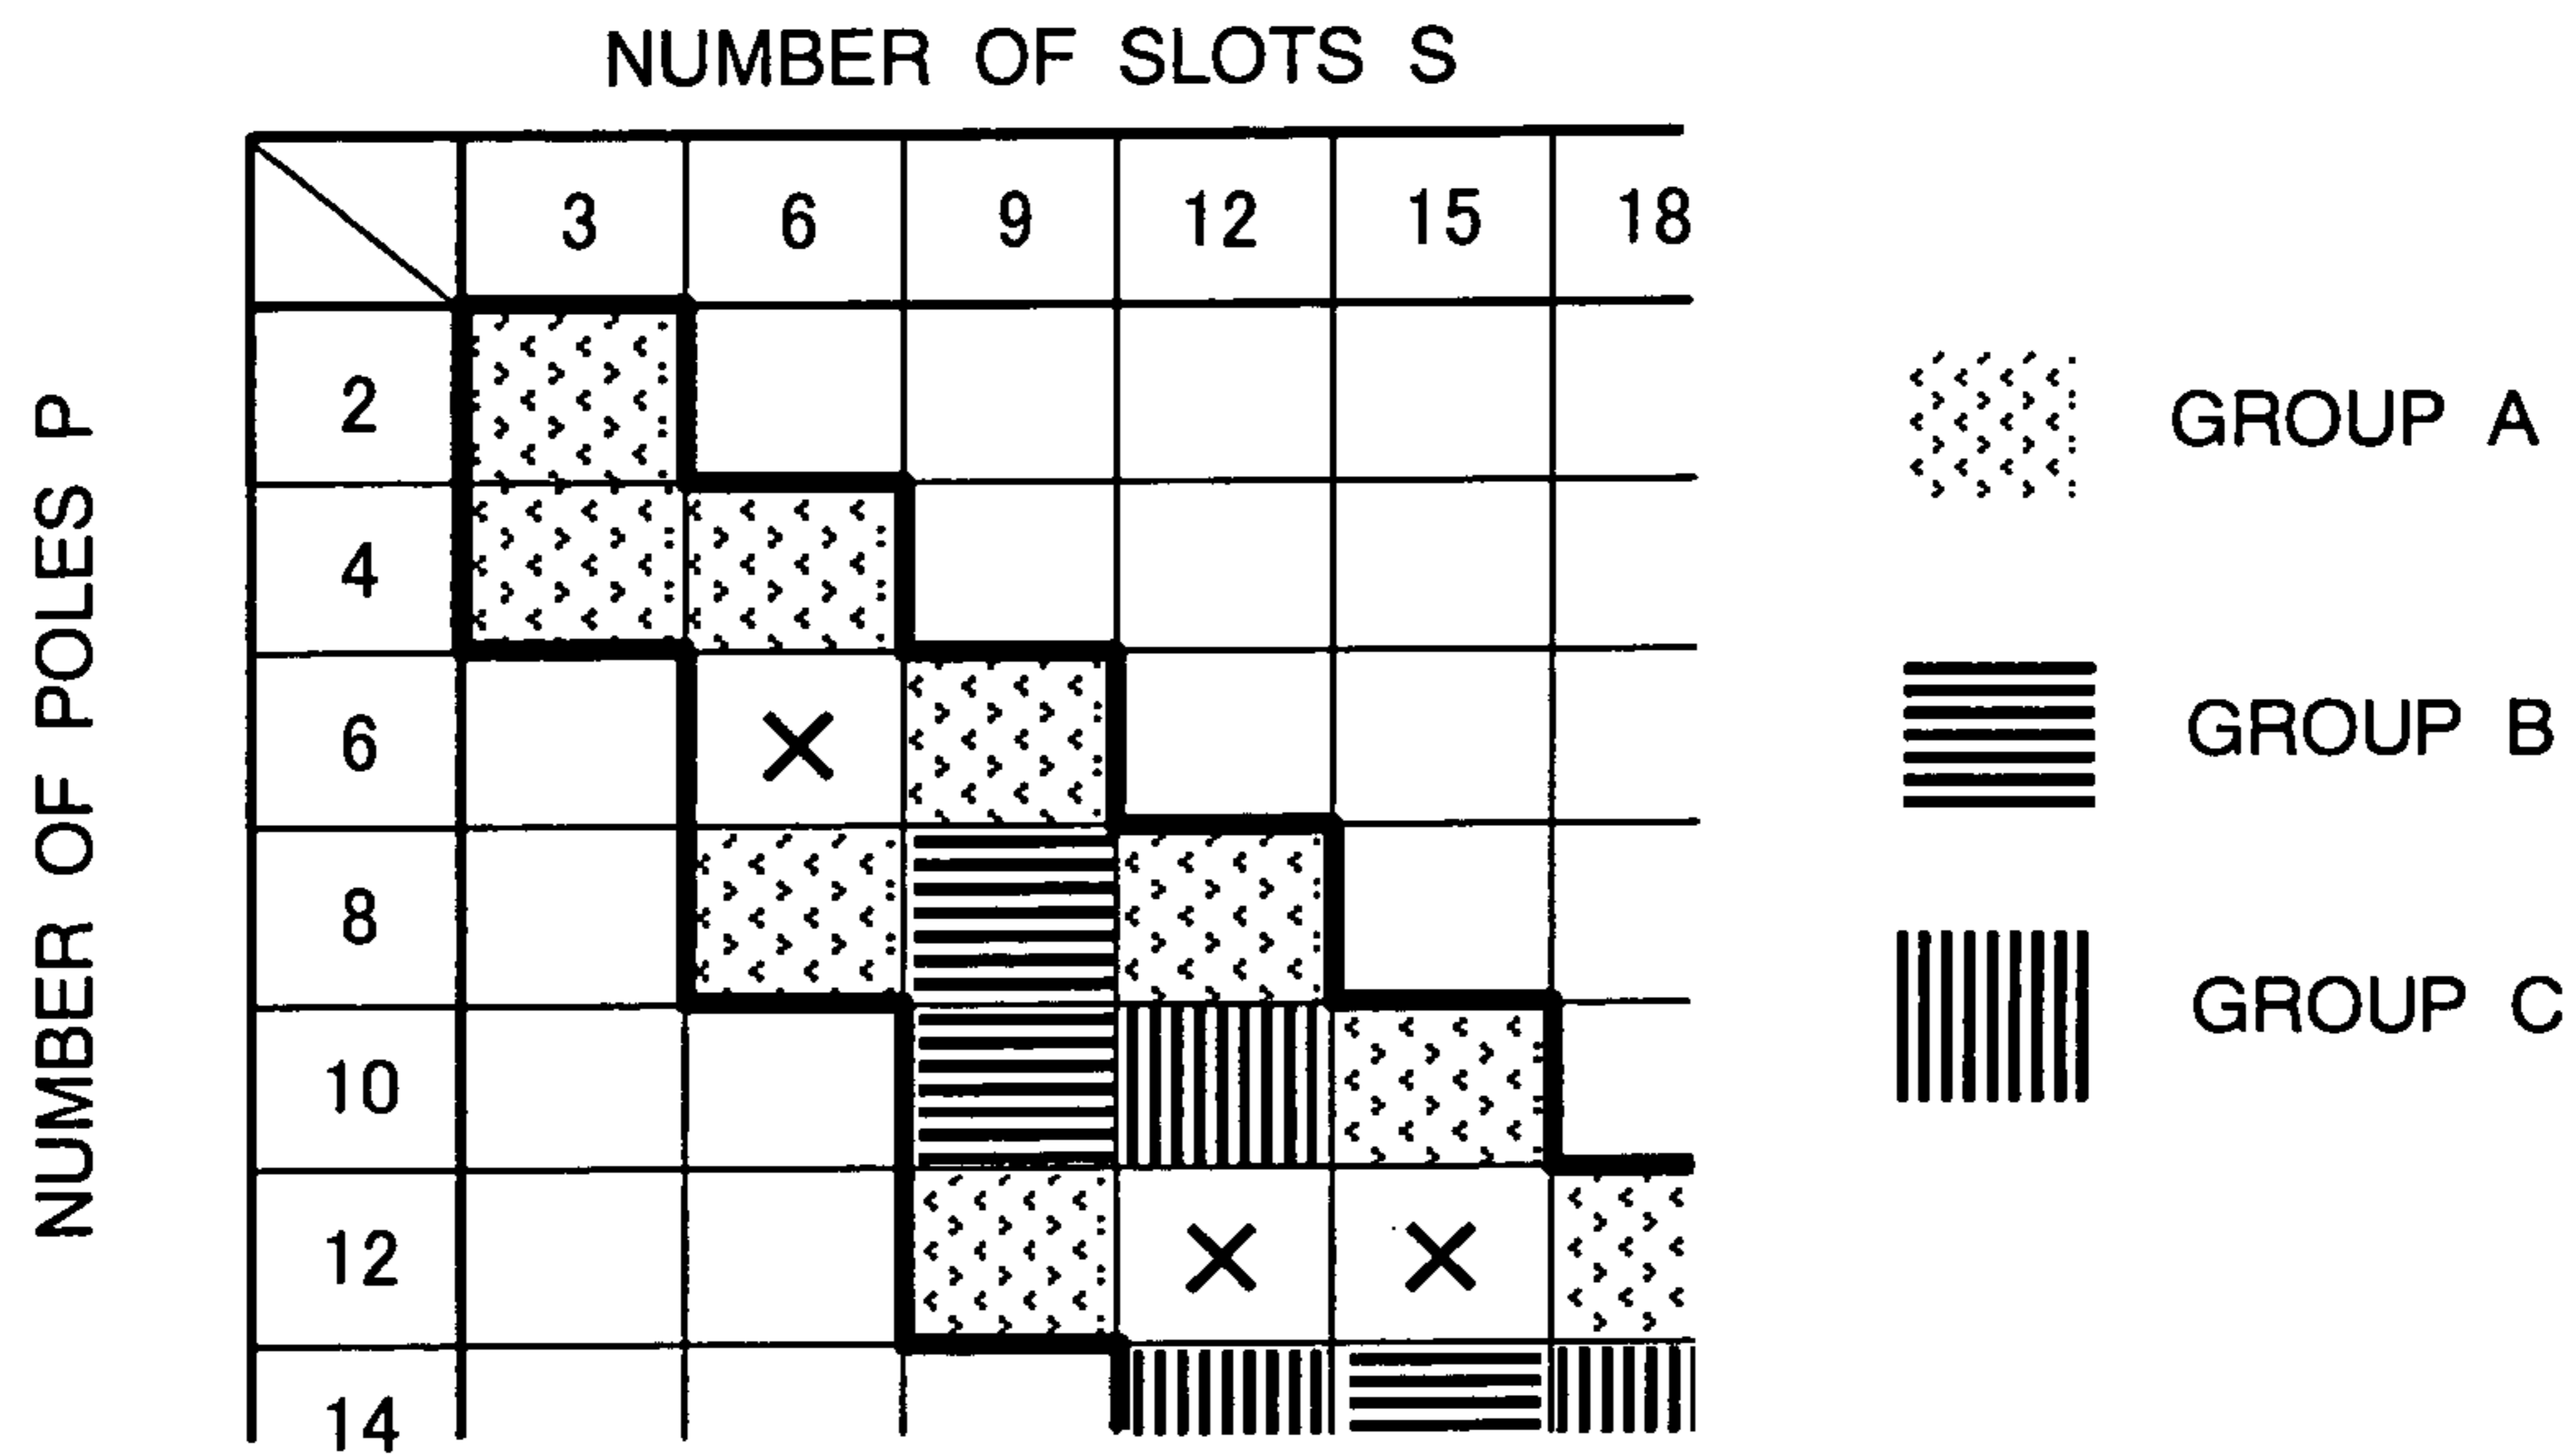 NUMBER OF SLOTS S
3 6 9 12 15 18
NUMBER OF POLES P
2
4
6
8
10
12
14
GROUP A
GROUP B
GROUP C